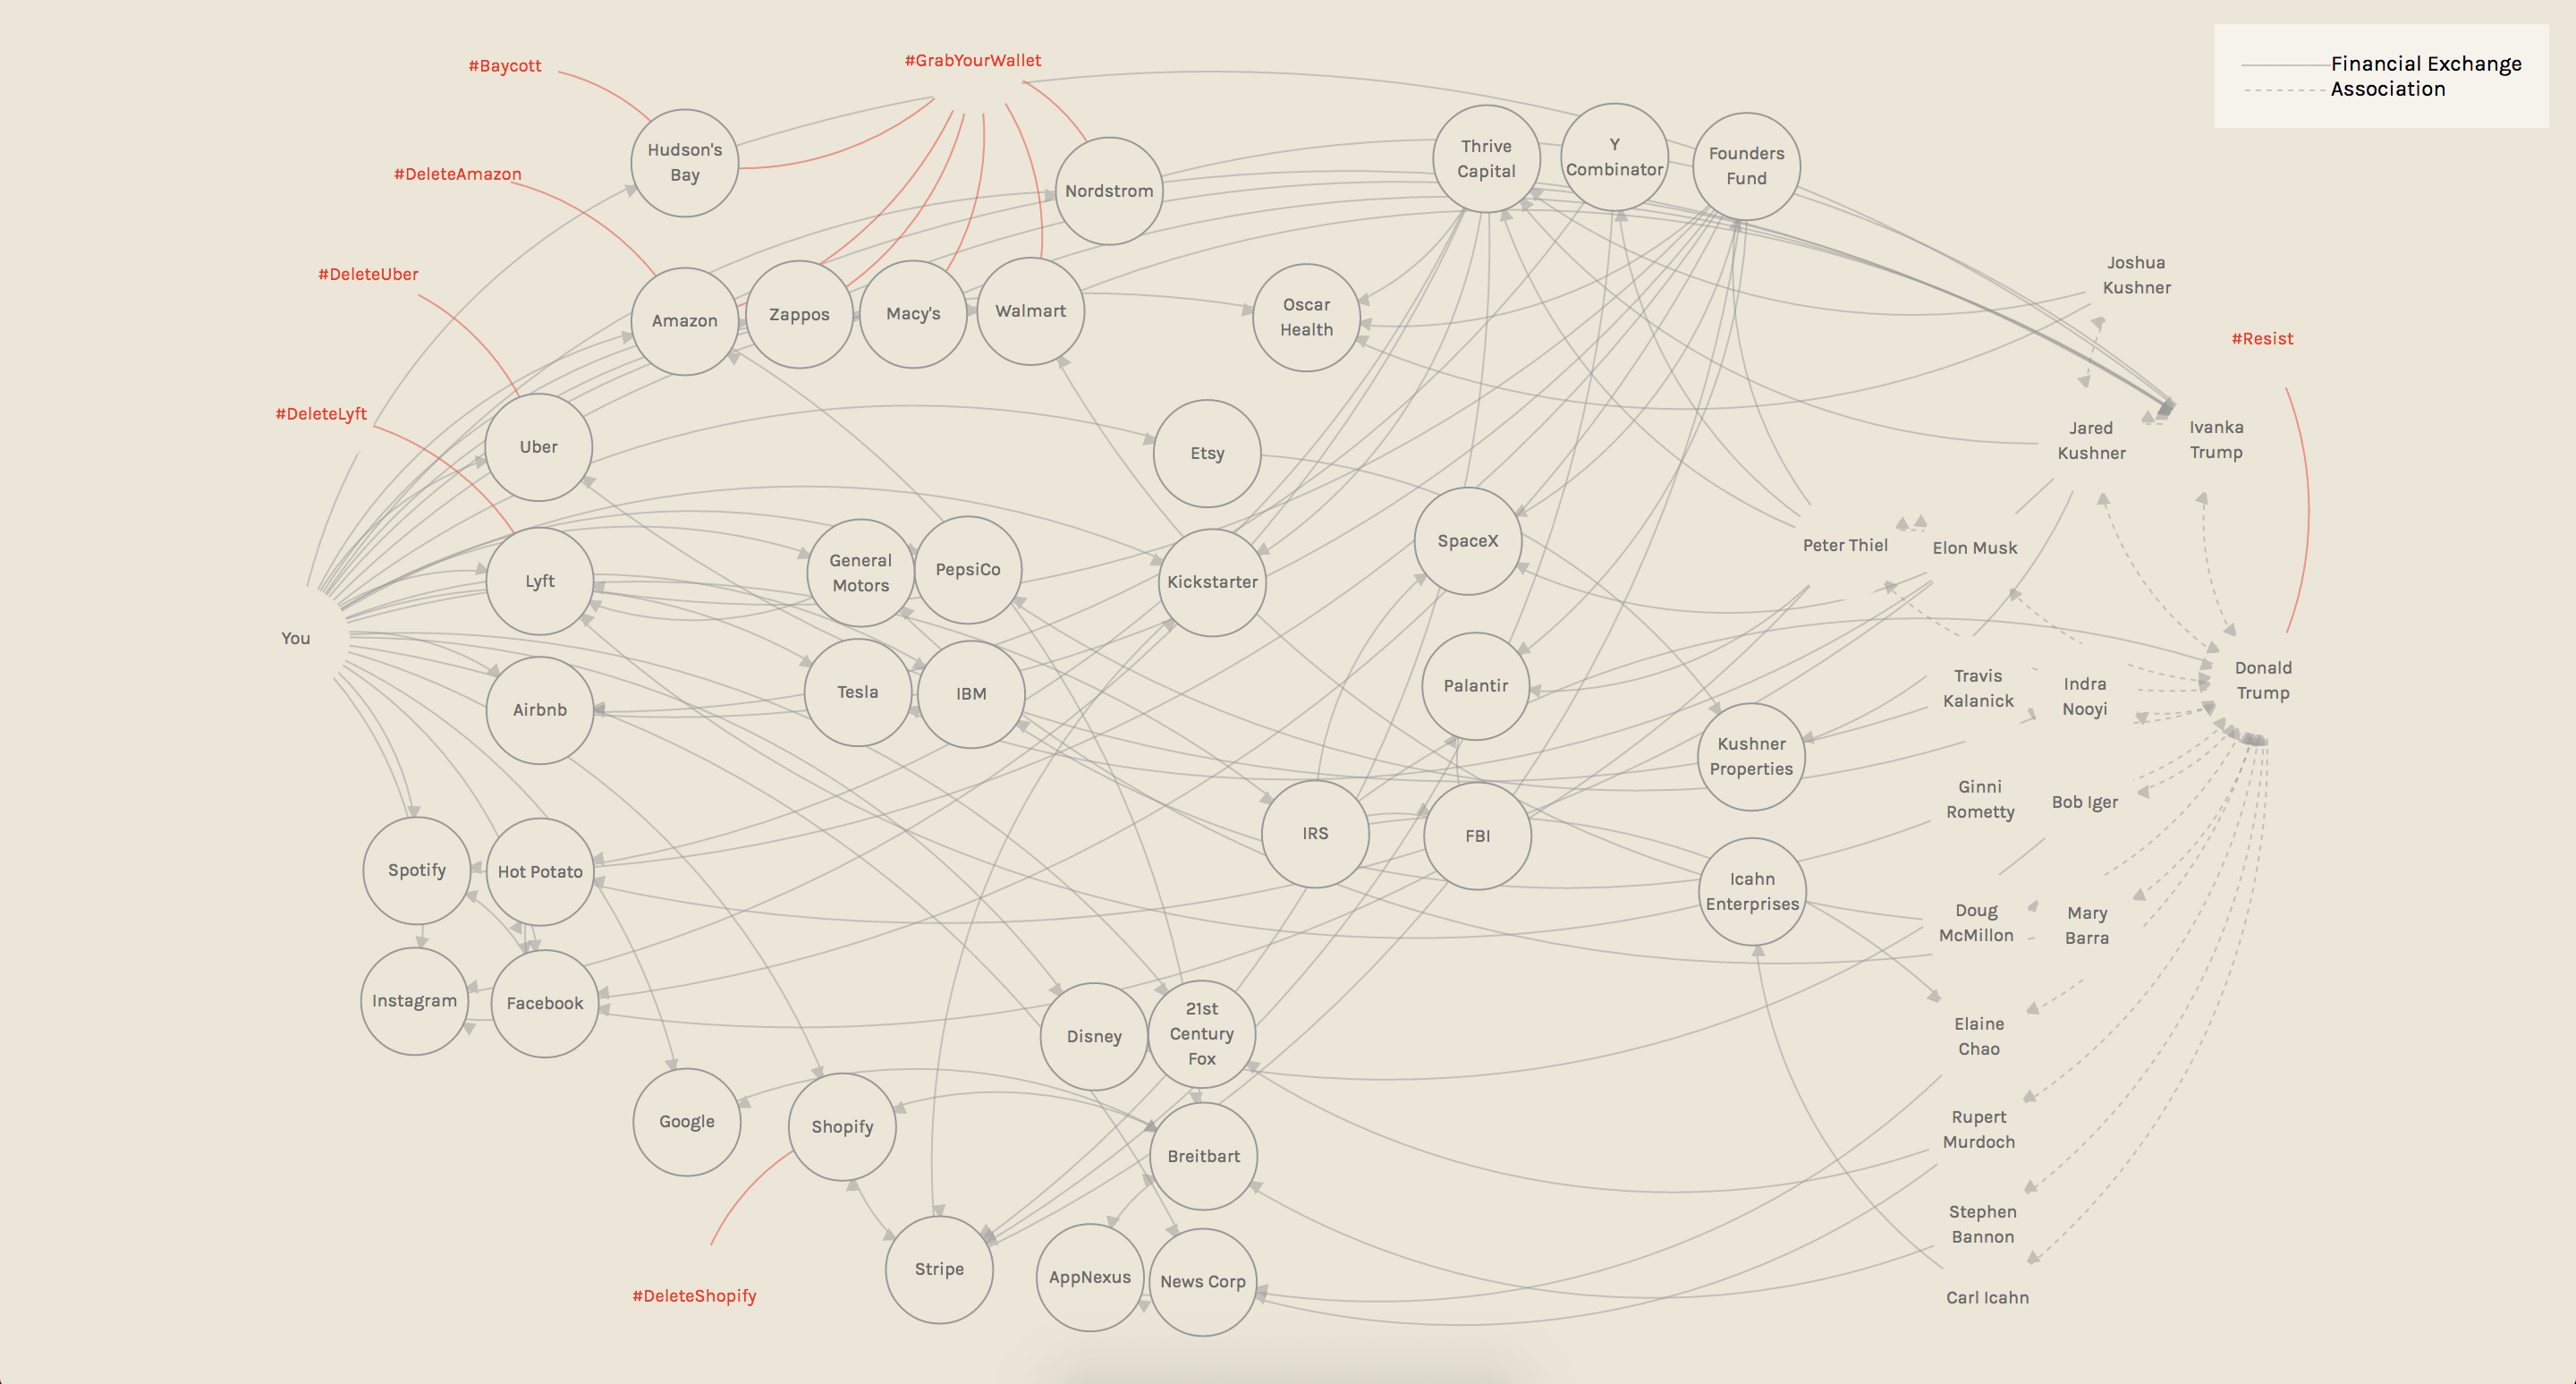 #Baycott
#GrabYourWallet
Financial Exchange
Association
Hudson's
Bay
#DeleteAmazon
Nordstrom
Thrive
Capital
Y
Combinator
Founders
Fund
#DeleteUber
Joshua
Kushner
Amazon
Zappos
Macy's
Walmart
Oscar
Health
#Resist
#DeleteLyft
Uber
Etsy
Jared
Kushner
Ivanka
Trump
Lyft
General
Motors
PepsiCo
Kickstarter
SpaceX
Peter Thiel
Elon Musk
You
Airbnb
Tesla
IBM
Palantir
Travis
Kalanick
Indra
Nooyi
Donald
Trump
Kushner
Properties
Ginni
Rometty
Bob Iger
IRS
FBI
Spotify
Hot Potato
Icahn
Enterprises
Doug
McMillon
Mary
Barra
Instagram
Facebook
Disney
21st
Century
Fox
Elaine
Chao
Google
Shopify
Breitbart
Rupert
Murdoch
Stephen
Bannon
Stripe
AppNexus
News Corp
#DeleteShopify
Carl Icahn